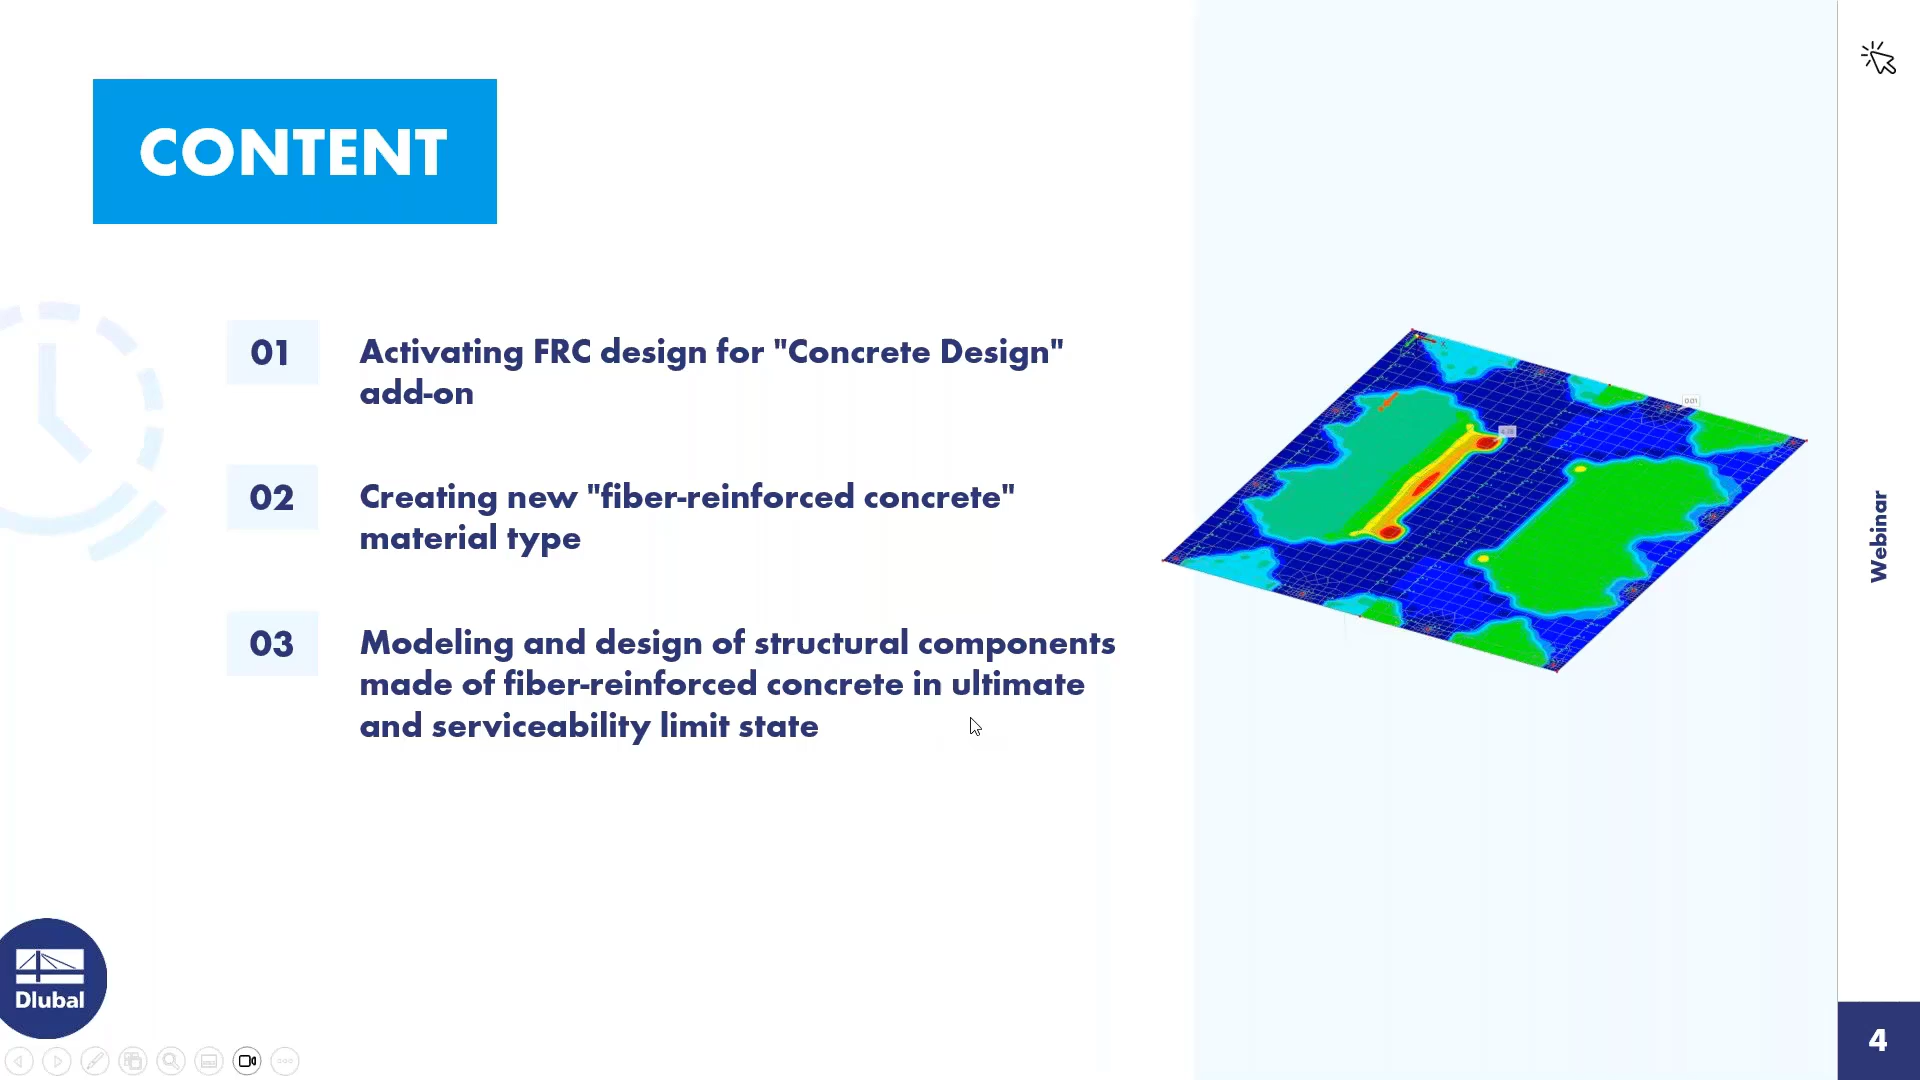 CONTENT
01
Activating FRC design for "Concrete Design"
add-on
02
Creating new "fiber-reinforced concrete"
material type
03
Modeling and design of structural components
made of fiber-reinforced concrete in ultimate
and serviceability limit state
Webinar
Dlubal
4